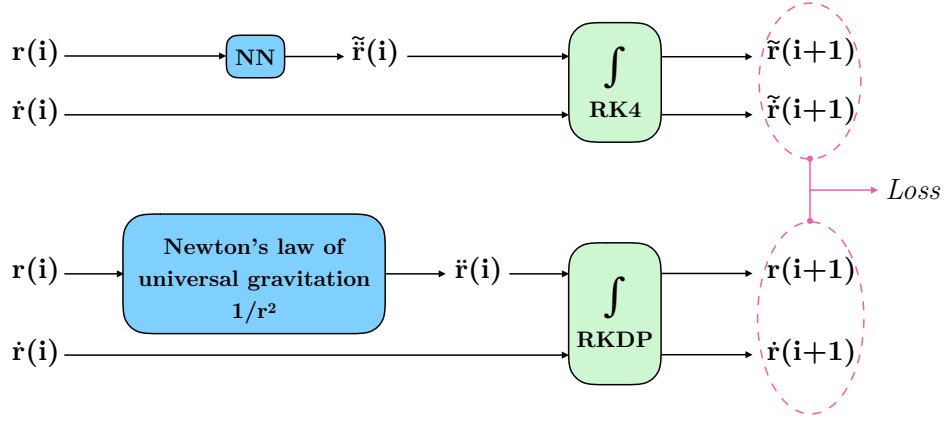 r(i) NN r̃̈(i) ∫ r̃(i+1)
ṙ(i) RK4 r̃̇(i+1)
Loss
r(i) Newton's law of universal gravitation 1/r² r̈(i) ∫ r(i+1)
ṙ(i) RKDP ṙ(i+1)